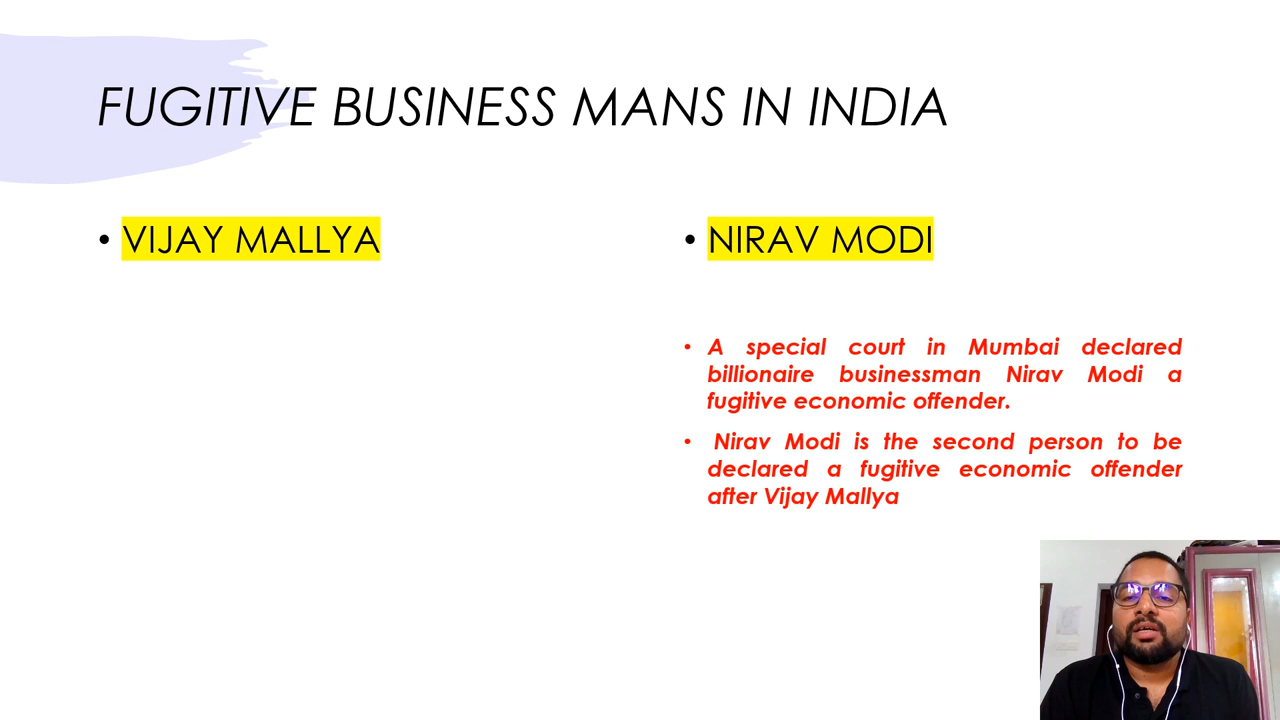 FUGITIVE BUSINESS MANS IN INDIA
• VIJAY MALLYA
• NIRAV MODI
• A special court in Mumbai declared
billionaire businessman Nirav Modi a
fugitive economic offender.
• Nirav Modi is the second person to be
declared a fugitive economic offender
after Vijay Mallya